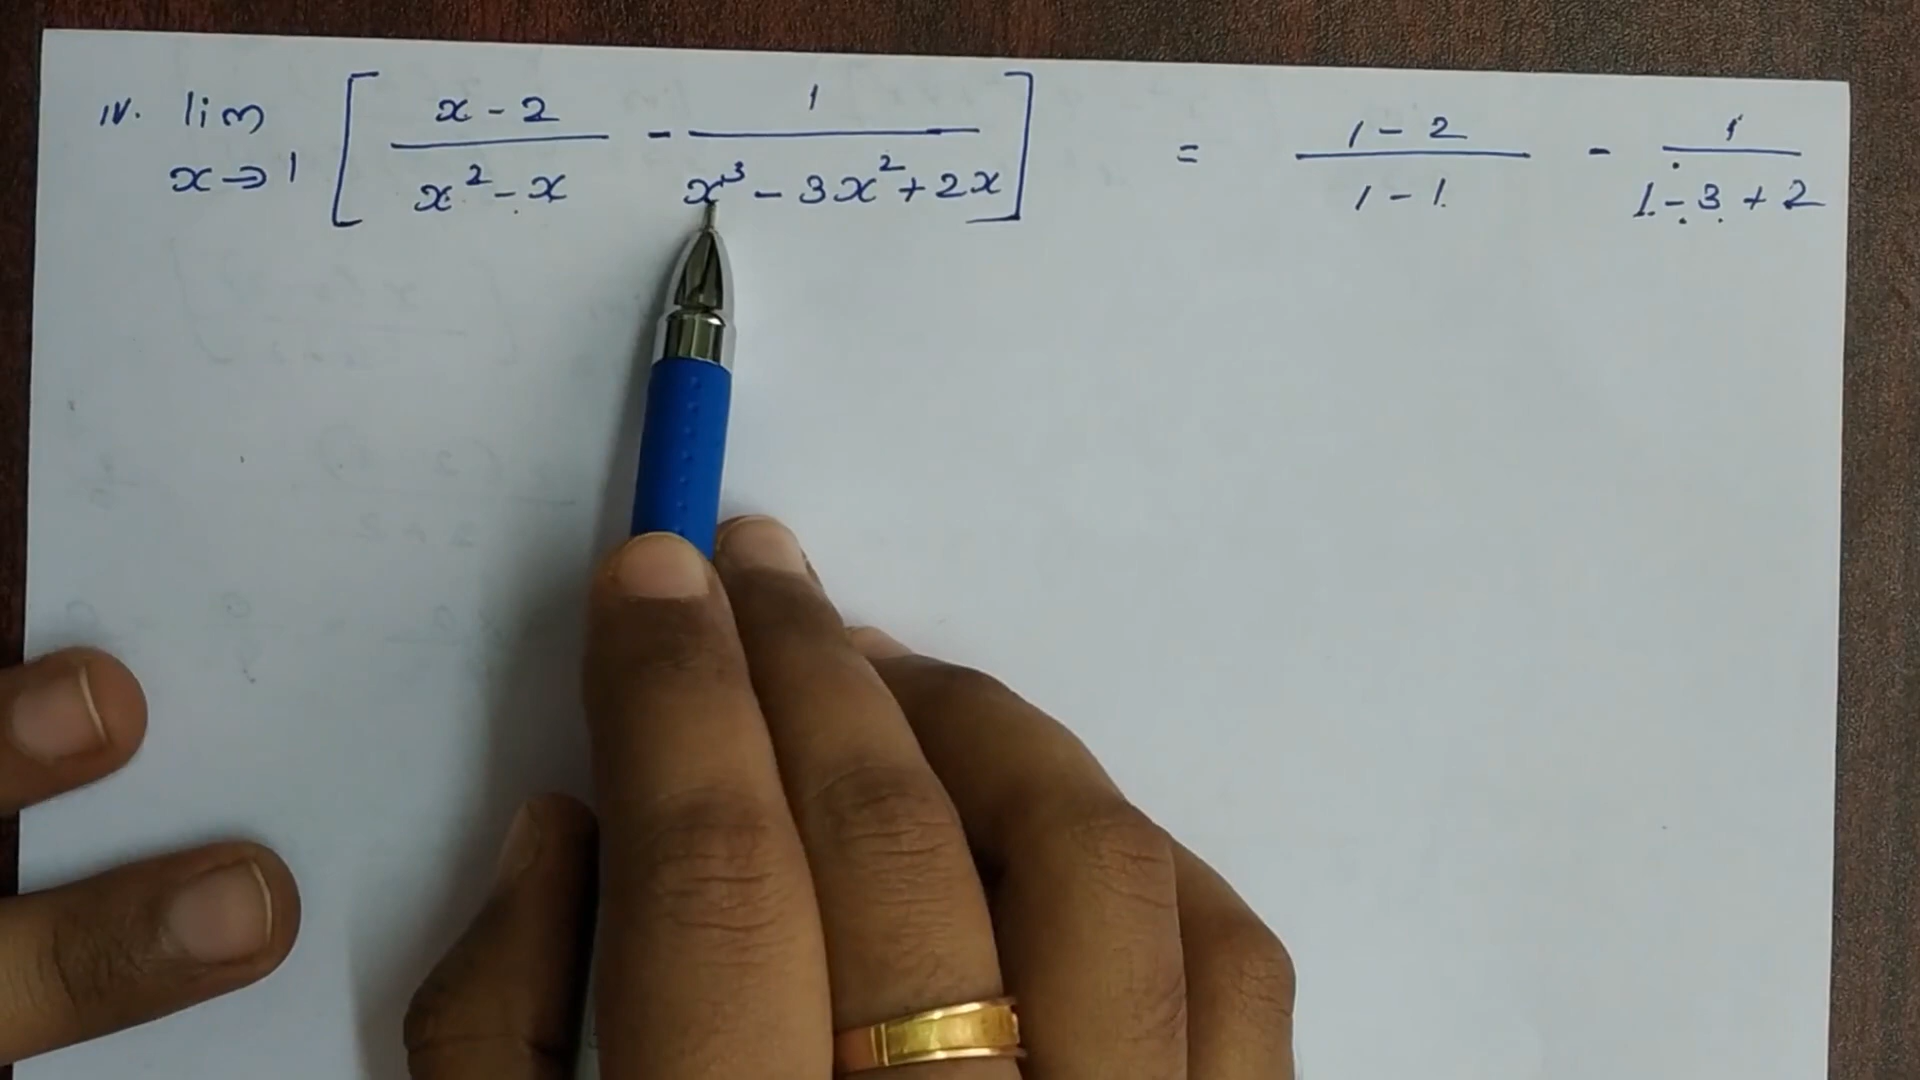 iv. lim x→1 [ (x - 2)/(x² - x) - 1/(x³ - 3x² + 2x) ] = (1 - 2)/(1 - 1) - 1/(1 - 3 + 2)